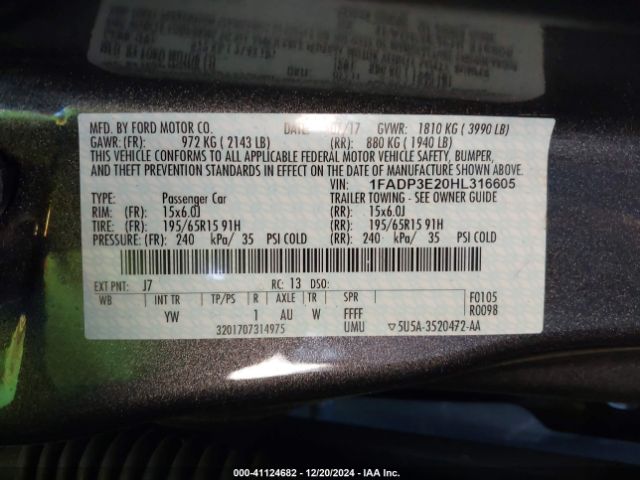 MFD. BY FORD MOTOR CO. DATE: /17 GVWR: 1810 KG ( 3990 LB)
GAWR: (FR): 972 KG ( 2143 LB) (RR): 880 KG ( 1940 LB)
THIS VEHICLE CONFORMS TO ALL APPLICABLE FEDERAL MOTOR VEHICLE SAFETY, BUMPER,
AND THEFT PREVENTION STANDARDS IN EFFECT ON THE DATE OF MANUFACTURE SHOWN ABOVE.
VIN: 1FADP3E20HL316605
TYPE: Passenger Car TRAILER TOWING - SEE OWNER GUIDE
RIM: (FR): 15x6.0J (RR): 15x6.0J
TIRE: (FR): 195/65R15 91H (RR): 195/65R15 91H
PRESSURE: (FR) 240 kPa/ 35 PSI COLD (RR): 240 kPa/ 35 PSI COLD
EXT PNT: J7 RC: 13 DSO:
WB INT TR TP/PS R AXLE TR SPR F0105
YW 1 AU W FFFF R0098
3201707314975 UMU ▽5U5A-3520472-AA
000-41124682 - 12/20/2024 - IAA Inc.